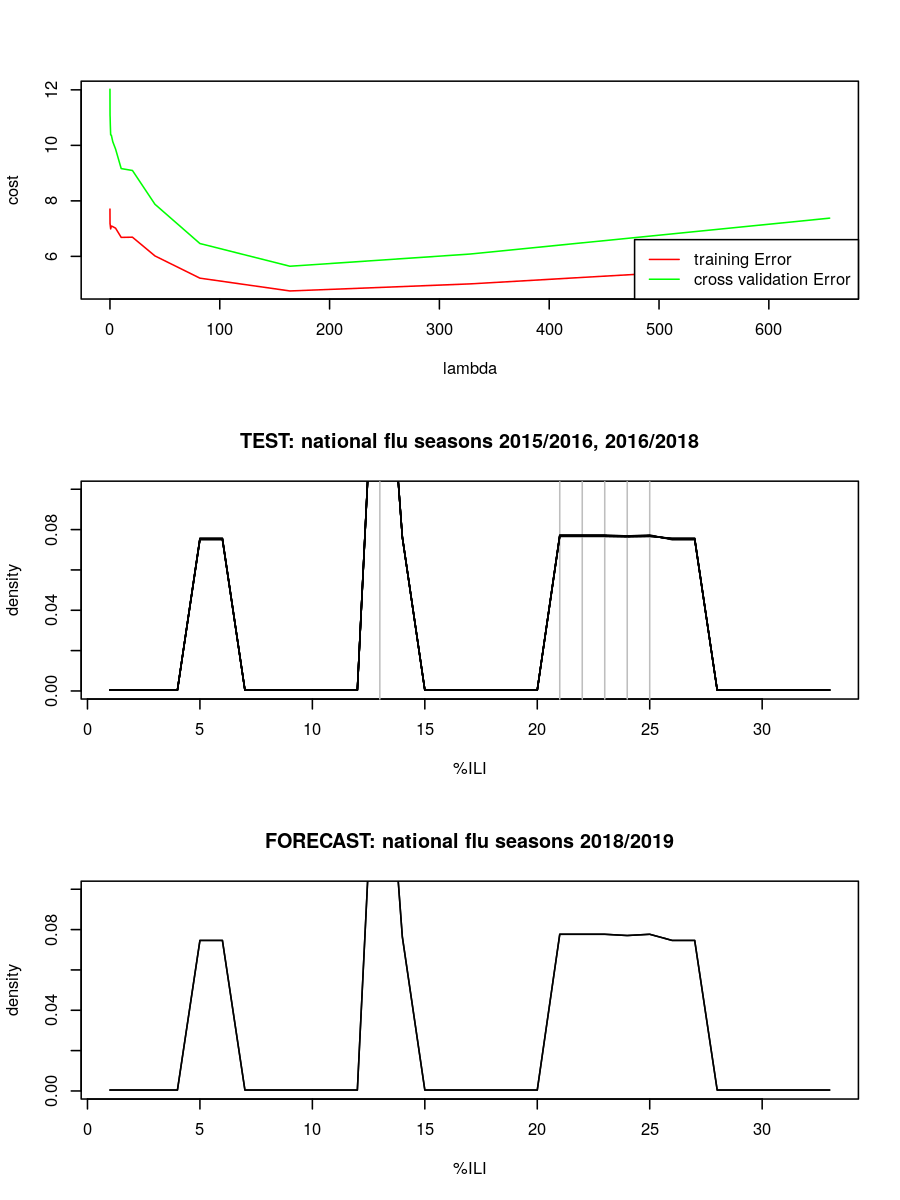 12
10
8
6
cost
training Error
cross validation Error
0 100 200 300 400 500 600
lambda
TEST: national flu seasons 2015/2016, 2016/2018
0.08
0.04
0.00
density
0 5 10 15 20 25 30
%ILI
FORECAST: national flu seasons 2018/2019
0.08
0.04
0.00
density
0 5 10 15 20 25 30
%ILI